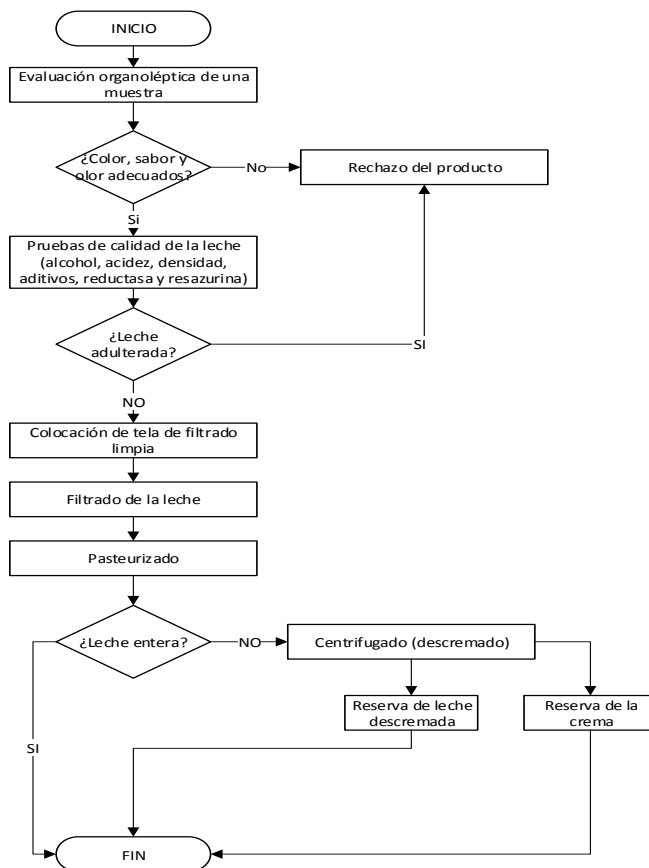 INICIO
Evaluación organoléptica de una
muestra
¿Color, sabor y
olor adecuados?
No
Rechazo del producto
Si
Pruebas de calidad de la leche
(alcohol, acidez, densidad,
aditivos, reductasa y resazurina)
¿Leche
adulterada?
SI
NO
Colocación de tela de filtrado
limpia
Filtrado de la leche
Pasteurizado
¿Leche entera?
NO
Centrifugado (descremado)
Reserva de leche
descremada
Reserva de la
crema
SI
FIN